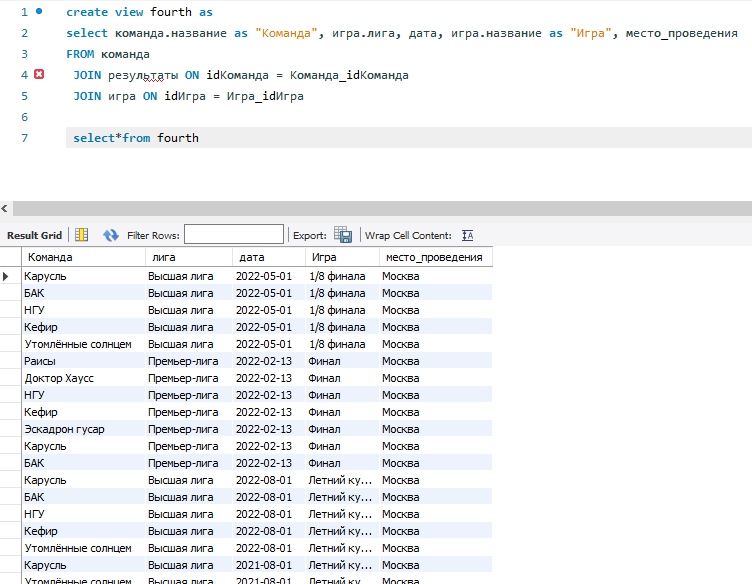 1 create view fourth as
2 select команда.название as "Команда", игра.лига, дата, игра.название as "Игра", место_проведения
3 FROM команда
4 JOIN результаты ON idКоманда = Команда_idКоманда
5 JOIN игра ON idИгра = Игра_idИгра
6
7 select*from fourth
Result Grid Filter Rows: Export: Wrap Cell Content:
Команда лига дата Игра место_проведения
Карусль Высшая лига 2022-05-01 1/8 финала Москва
БАК Высшая лига 2022-05-01 1/8 финала Москва
НГУ Высшая лига 2022-05-01 1/8 финала Москва
Кефир Высшая лига 2022-05-01 1/8 финала Москва
Утомлённые солнцем Высшая лига 2022-05-01 1/8 финала Москва
Раисы Премьер-лига 2022-02-13 Финал Москва
Доктор Хаусс Премьер-лига 2022-02-13 Финал Москва
НГУ Премьер-лига 2022-02-13 Финал Москва
Кефир Премьер-лига 2022-02-13 Финал Москва
Эскадрон гусар Премьер-лига 2022-02-13 Финал Москва
Карусль Премьер-лига 2022-02-13 Финал Москва
БАК Премьер-лига 2022-02-13 Финал Москва
Карусль Высшая лига 2022-08-01 Летний ку... Москва
БАК Высшая лига 2022-08-01 Летний ку... Москва
НГУ Высшая лига 2022-08-01 Летний ку... Москва
Кефир Высшая лига 2022-08-01 Летний ку... Москва
Утомлённые солнцем Высшая лига 2022-08-01 Летний ку... Москва
Карусль Высшая лига 2021-08-01 Летний ку... Москва
Утомлённые солнцем Высшая лига 2021-08-01 Летний ку... Москва